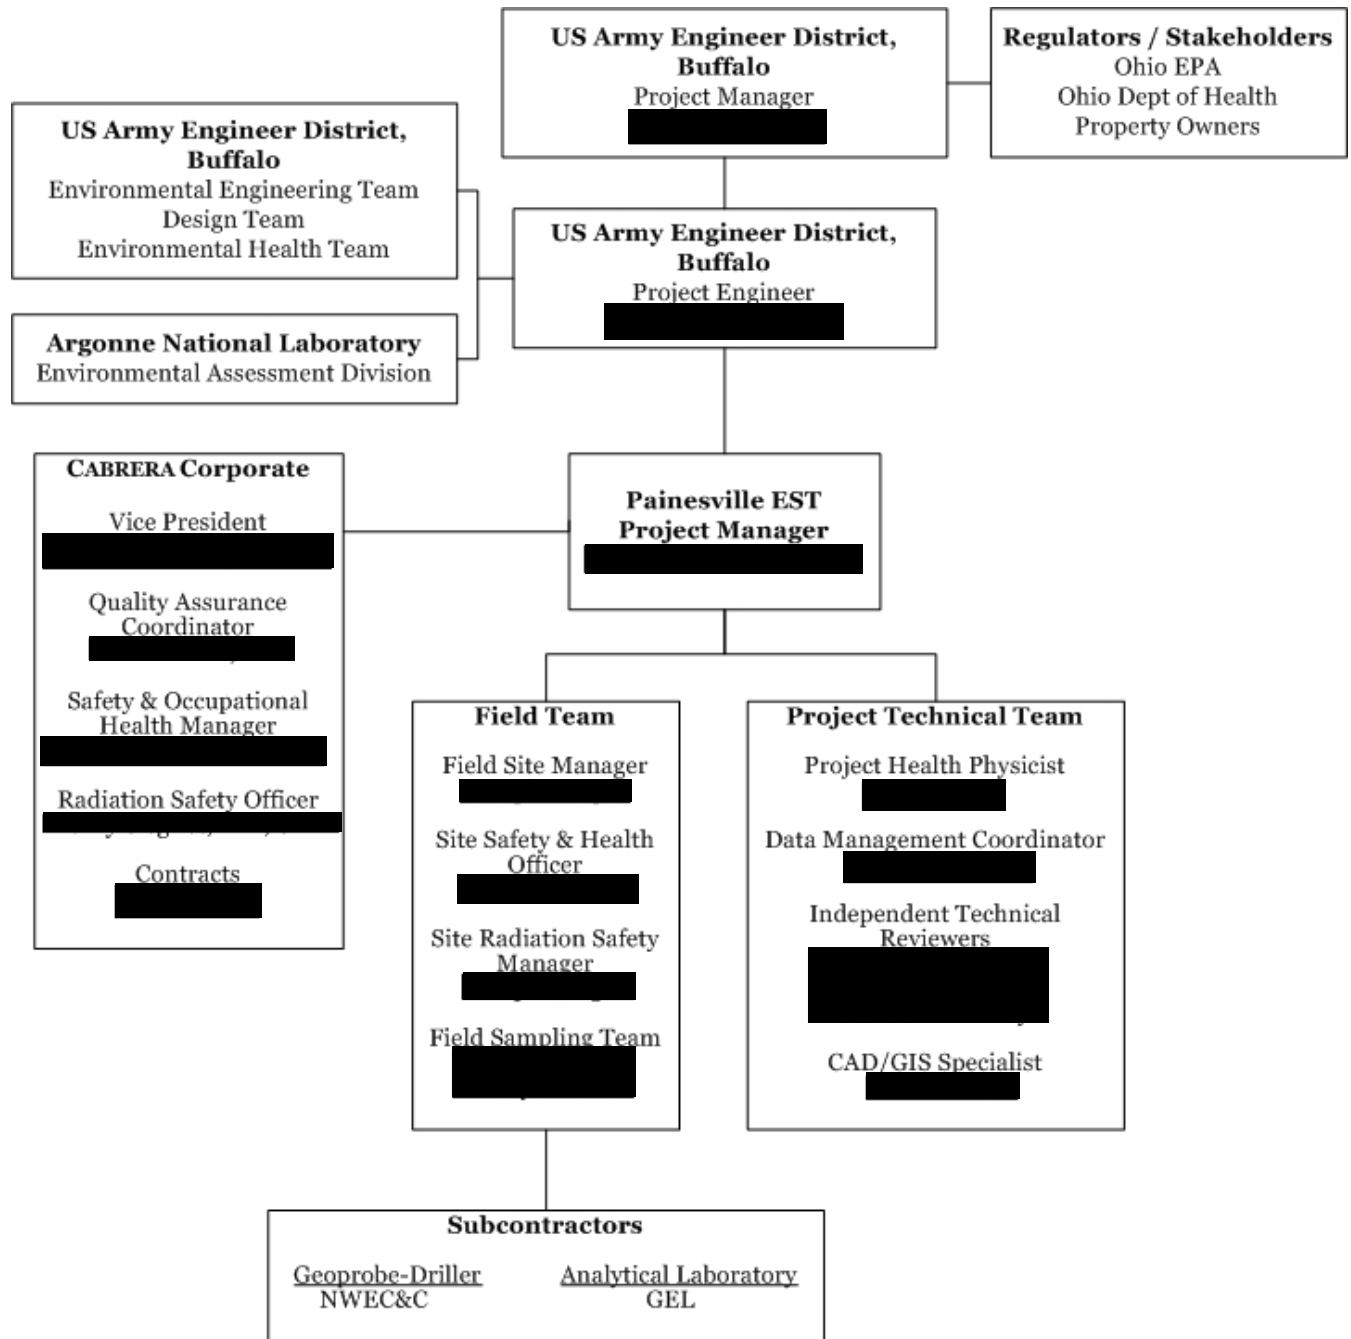 US Army Engineer District,
Buffalo
Project Manager
Regulators / Stakeholders
Ohio EPA
Ohio Dept of Health
Property Owners
US Army Engineer District,
Buffalo
Environmental Engineering Team
Design Team
Environmental Health Team
US Army Engineer District,
Buffalo
Project Engineer
Argonne National Laboratory
Environmental Assessment Division
CABRERA Corporate
Vice President
Quality Assurance
Coordinator
Safety & Occupational
Health Manager
Radiation Safety Officer
Contracts
Painesville EST
Project Manager
Field Team
Field Site Manager
Site Safety & Health
Officer
Site Radiation Safety
Manager
Field Sampling Team
Project Technical Team
Project Health Physicist
Data Management Coordinator
Independent Technical
Reviewers
CAD/GIS Specialist
Subcontractors
Geoprobe-Driller
NWEC&C
Analytical Laboratory
GEL